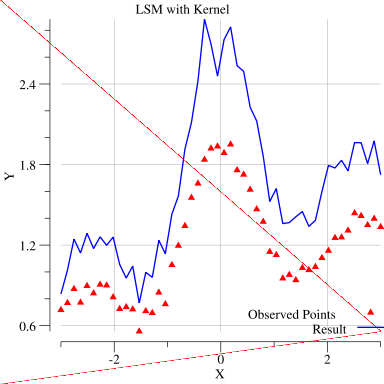 LSM with Kernel
2.4
1.8
Y
1.2
0.6
Observed Points
Result
-2
0
2
X